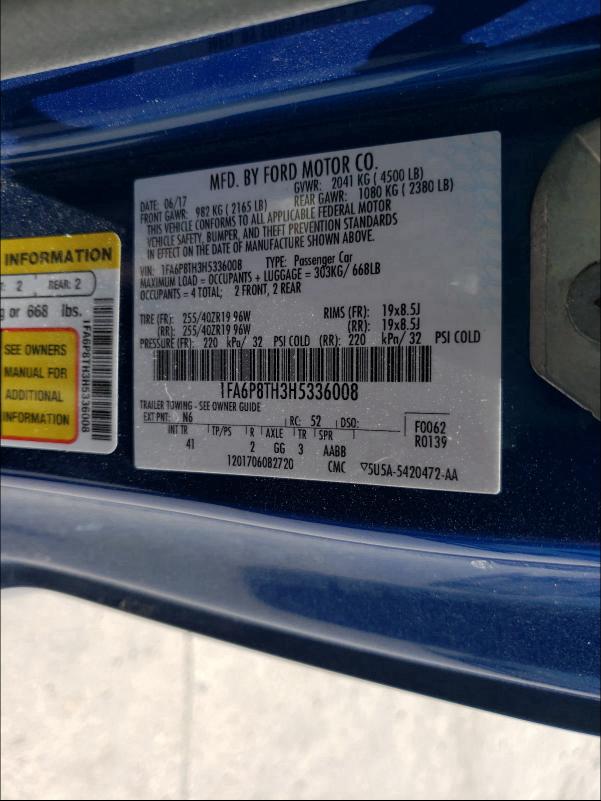 MFD. BY FORD MOTOR CO.
DATE: 06/17 GVWR: 2041 KG ( 4500 LB)
FRONT GAWR: 982 KG ( 2165 LB) REAR GAWR: 1080 KG ( 2380 LB)
THIS VEHICLE CONFORMS TO ALL APPLICABLE FEDERAL MOTOR
VEHICLE SAFETY, BUMPER, AND THEFT PREVENTION STANDARDS
IN EFFECT ON THE DATE OF MANUFACTURE SHOWN ABOVE.
VIN: 1FA6P8TH3H5336008 TYPE: Passenger Car
MAXIMUM LOAD = OCCUPANTS + LUGGAGE = 303KG/ 668LB
OCCUPANTS = 4 TOTAL; 2 FRONT, 2 REAR
TIRE (FR): 255/40ZR19 96W RIMS (FR): 19x8.5J
(RR): 255/40ZR19 96W (RR): 19x8.5J
PRESSURE (FR): 220 kPa/ 32 PSI COLD (RR): 220 kPa/ 32 PSI COLD
1FA6P8TH3H5336008
TRAILER TOWING - SEE OWNER GUIDE
EXT PNT: N6 RC: 52 DSO: F0062
INT TR TP/PS R AXLE TR SPR R0139
41 2 GG 3 AABB
12017060B2720 CMC 5U5A-5420472-AA
INFORMATION
2 REAR: 2
g or 668 lbs.
SEE OWNERS
MANUAL FOR
ADDITIONAL
INFORMATION
1FA6P8TH3H5336008